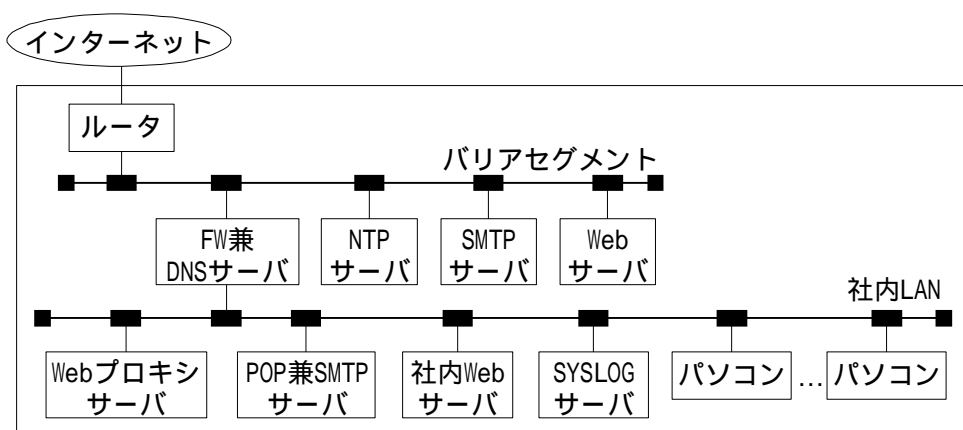 インターネット
ルータ
バリアセグメント
FW兼
DNSサーバ
NTP
サーバ
SMTP
サーバ
Web
サーバ
社内LAN
Webプロキシ
サーバ
POP兼SMTP
サーバ
社内Web
サーバ
SYSLOG
サーバ
パソコン
...
パソコン